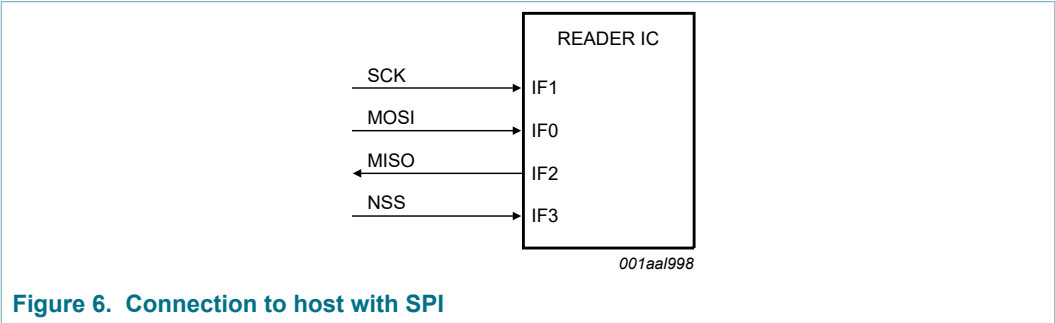 READER IC
SCK
IF1
MOSI
IF0
MISO
IF2
NSS
IF3
001aal998
Figure 6. Connection to host with SPI